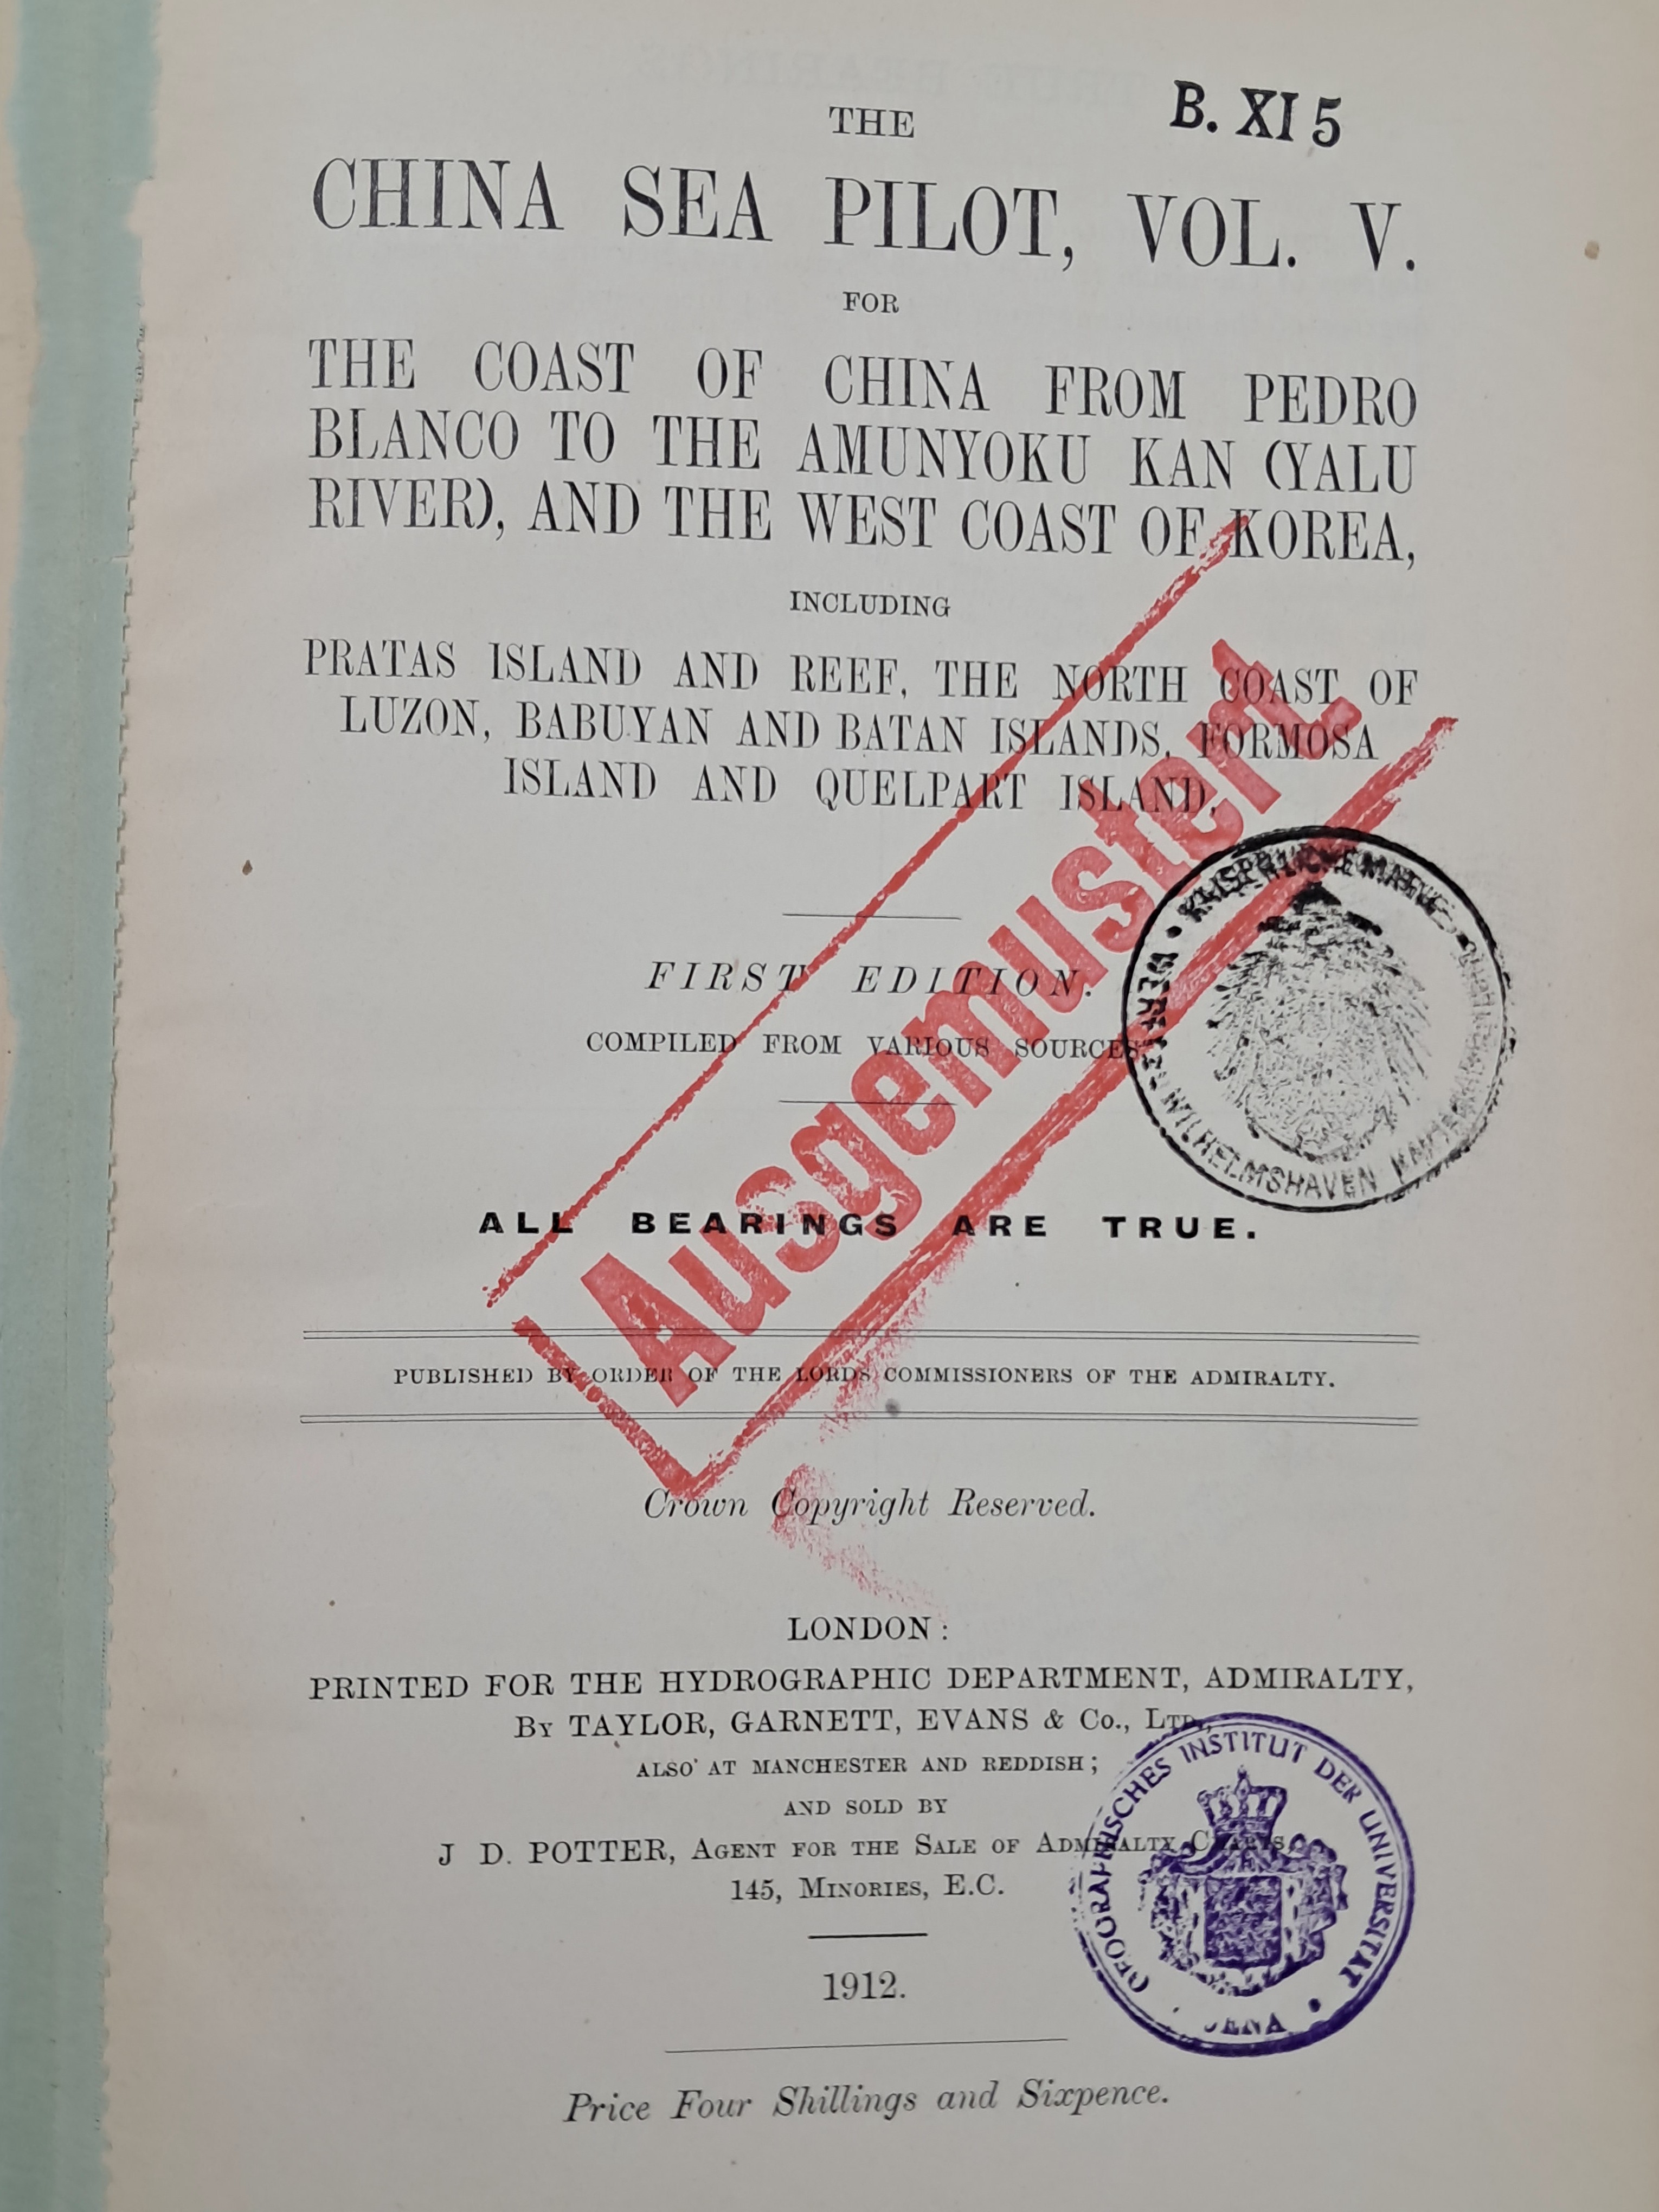 B. XI 5
THE
CHINA SEA PILOT, VOL. V.
FOR
THE COAST OF CHINA FROM PEDRO
BLANCO TO THE AMUNYOKU KAN (YALU
RIVER), AND THE WEST COAST OF KOREA,
INCLUDING
PRATAS ISLAND AND REEF, THE NORTH COAST OF
LUZON, BABUYAN AND BATAN ISLANDS, FORMOSA
ISLAND AND QUELPART ISLAND.
FIRST EDITION.
COMPILED FROM VARIOUS SOURCES
Ausgemustert
WERFT WILHELMSHAVEN
ALL BEARINGS ARE TRUE.
PUBLISHED BY ORDER OF THE LORDS COMMISSIONERS OF THE ADMIRALTY.
Crown Copyright Reserved.
LONDON:
PRINTED FOR THE HYDROGRAPHIC DEPARTMENT, ADMIRALTY,
BY TAYLOR, GARNETT, EVANS & Co., LTD.,
ALSO AT MANCHESTER AND REDDISH;
AND SOLD BY
J D. POTTER, AGENT FOR THE SALE OF ADMIRALTY CHARTS,
145, MINORIES, E.C.
GEOGRAPHISCHES INSTITUT DER UNIVERSITÄT
JENA
1912.
Price Four Shillings and Sixpence.